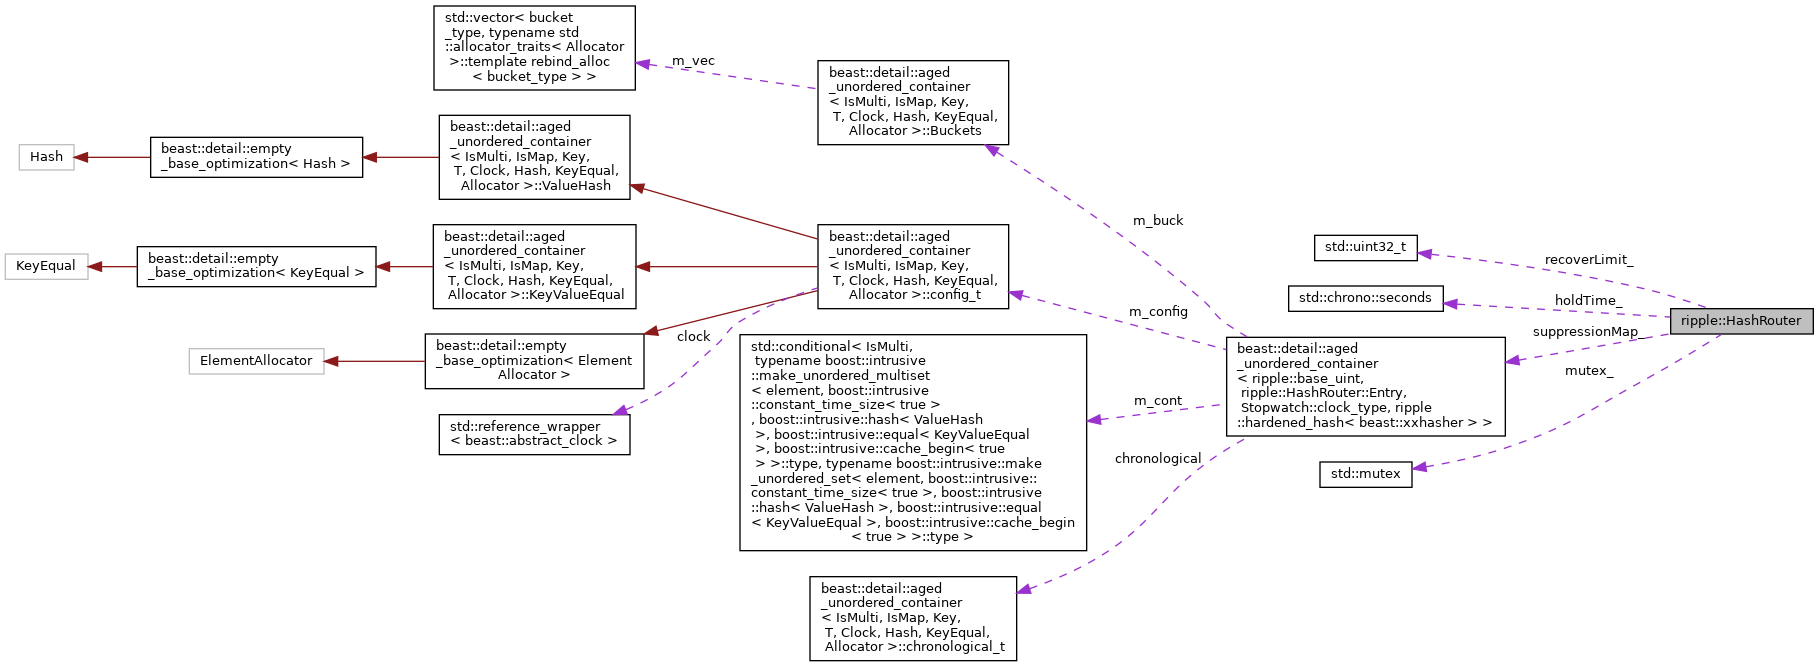 std::vector< bucket
_type, typename std
::allocator_traits< Allocator
>::template rebind_alloc
< bucket_type > >
m_vec
beast::detail::aged
_unordered_container
< IsMulti, IsMap, Key,
T, Clock, Hash, KeyEqual,
Allocator >::Buckets
Hash
beast::detail::empty
_base_optimization< Hash >
beast::detail::aged
_unordered_container
< IsMulti, IsMap, Key,
T, Clock, Hash, KeyEqual,
Allocator >::ValueHash
m_buck
KeyEqual
beast::detail::empty
_base_optimization< KeyEqual >
beast::detail::aged
_unordered_container
< IsMulti, IsMap, Key,
T, Clock, Hash, KeyEqual,
Allocator >::KeyValueEqual
beast::detail::aged
_unordered_container
< IsMulti, IsMap, Key,
T, Clock, Hash, KeyEqual,
Allocator >::config_t
m_config
std::uint32_t
recoverLimit_
std::chrono::seconds
holdTime_
ripple::HashRouter
suppressionMap_
mutex_
ElementAllocator
beast::detail::empty
_base_optimization< Element
Allocator >
clock
std::reference_wrapper
< beast::abstract_clock >
std::conditional< IsMulti,
typename boost::intrusive
::make_unordered_multiset
< element, boost::intrusive
::constant_time_size< true >
, boost::intrusive::hash< ValueHash
>, boost::intrusive::equal< KeyValueEqual
>, boost::intrusive::cache_begin< true
> >::type, typename boost::intrusive::make
_unordered_set< element, boost::intrusive::
constant_time_size< true >, boost::intrusive
::hash< ValueHash >, boost::intrusive::equal
< KeyValueEqual >, boost::intrusive::cache_begin
< true > >::type >
m_cont
beast::detail::aged
_unordered_container
< ripple::base_uint,
ripple::HashRouter::Entry,
Stopwatch::clock_type, ripple
::hardened_hash< beast::xxhasher > >
chronological
std::mutex
beast::detail::aged
_unordered_container
< IsMulti, IsMap, Key,
T, Clock, Hash, KeyEqual,
Allocator >::chronological_t